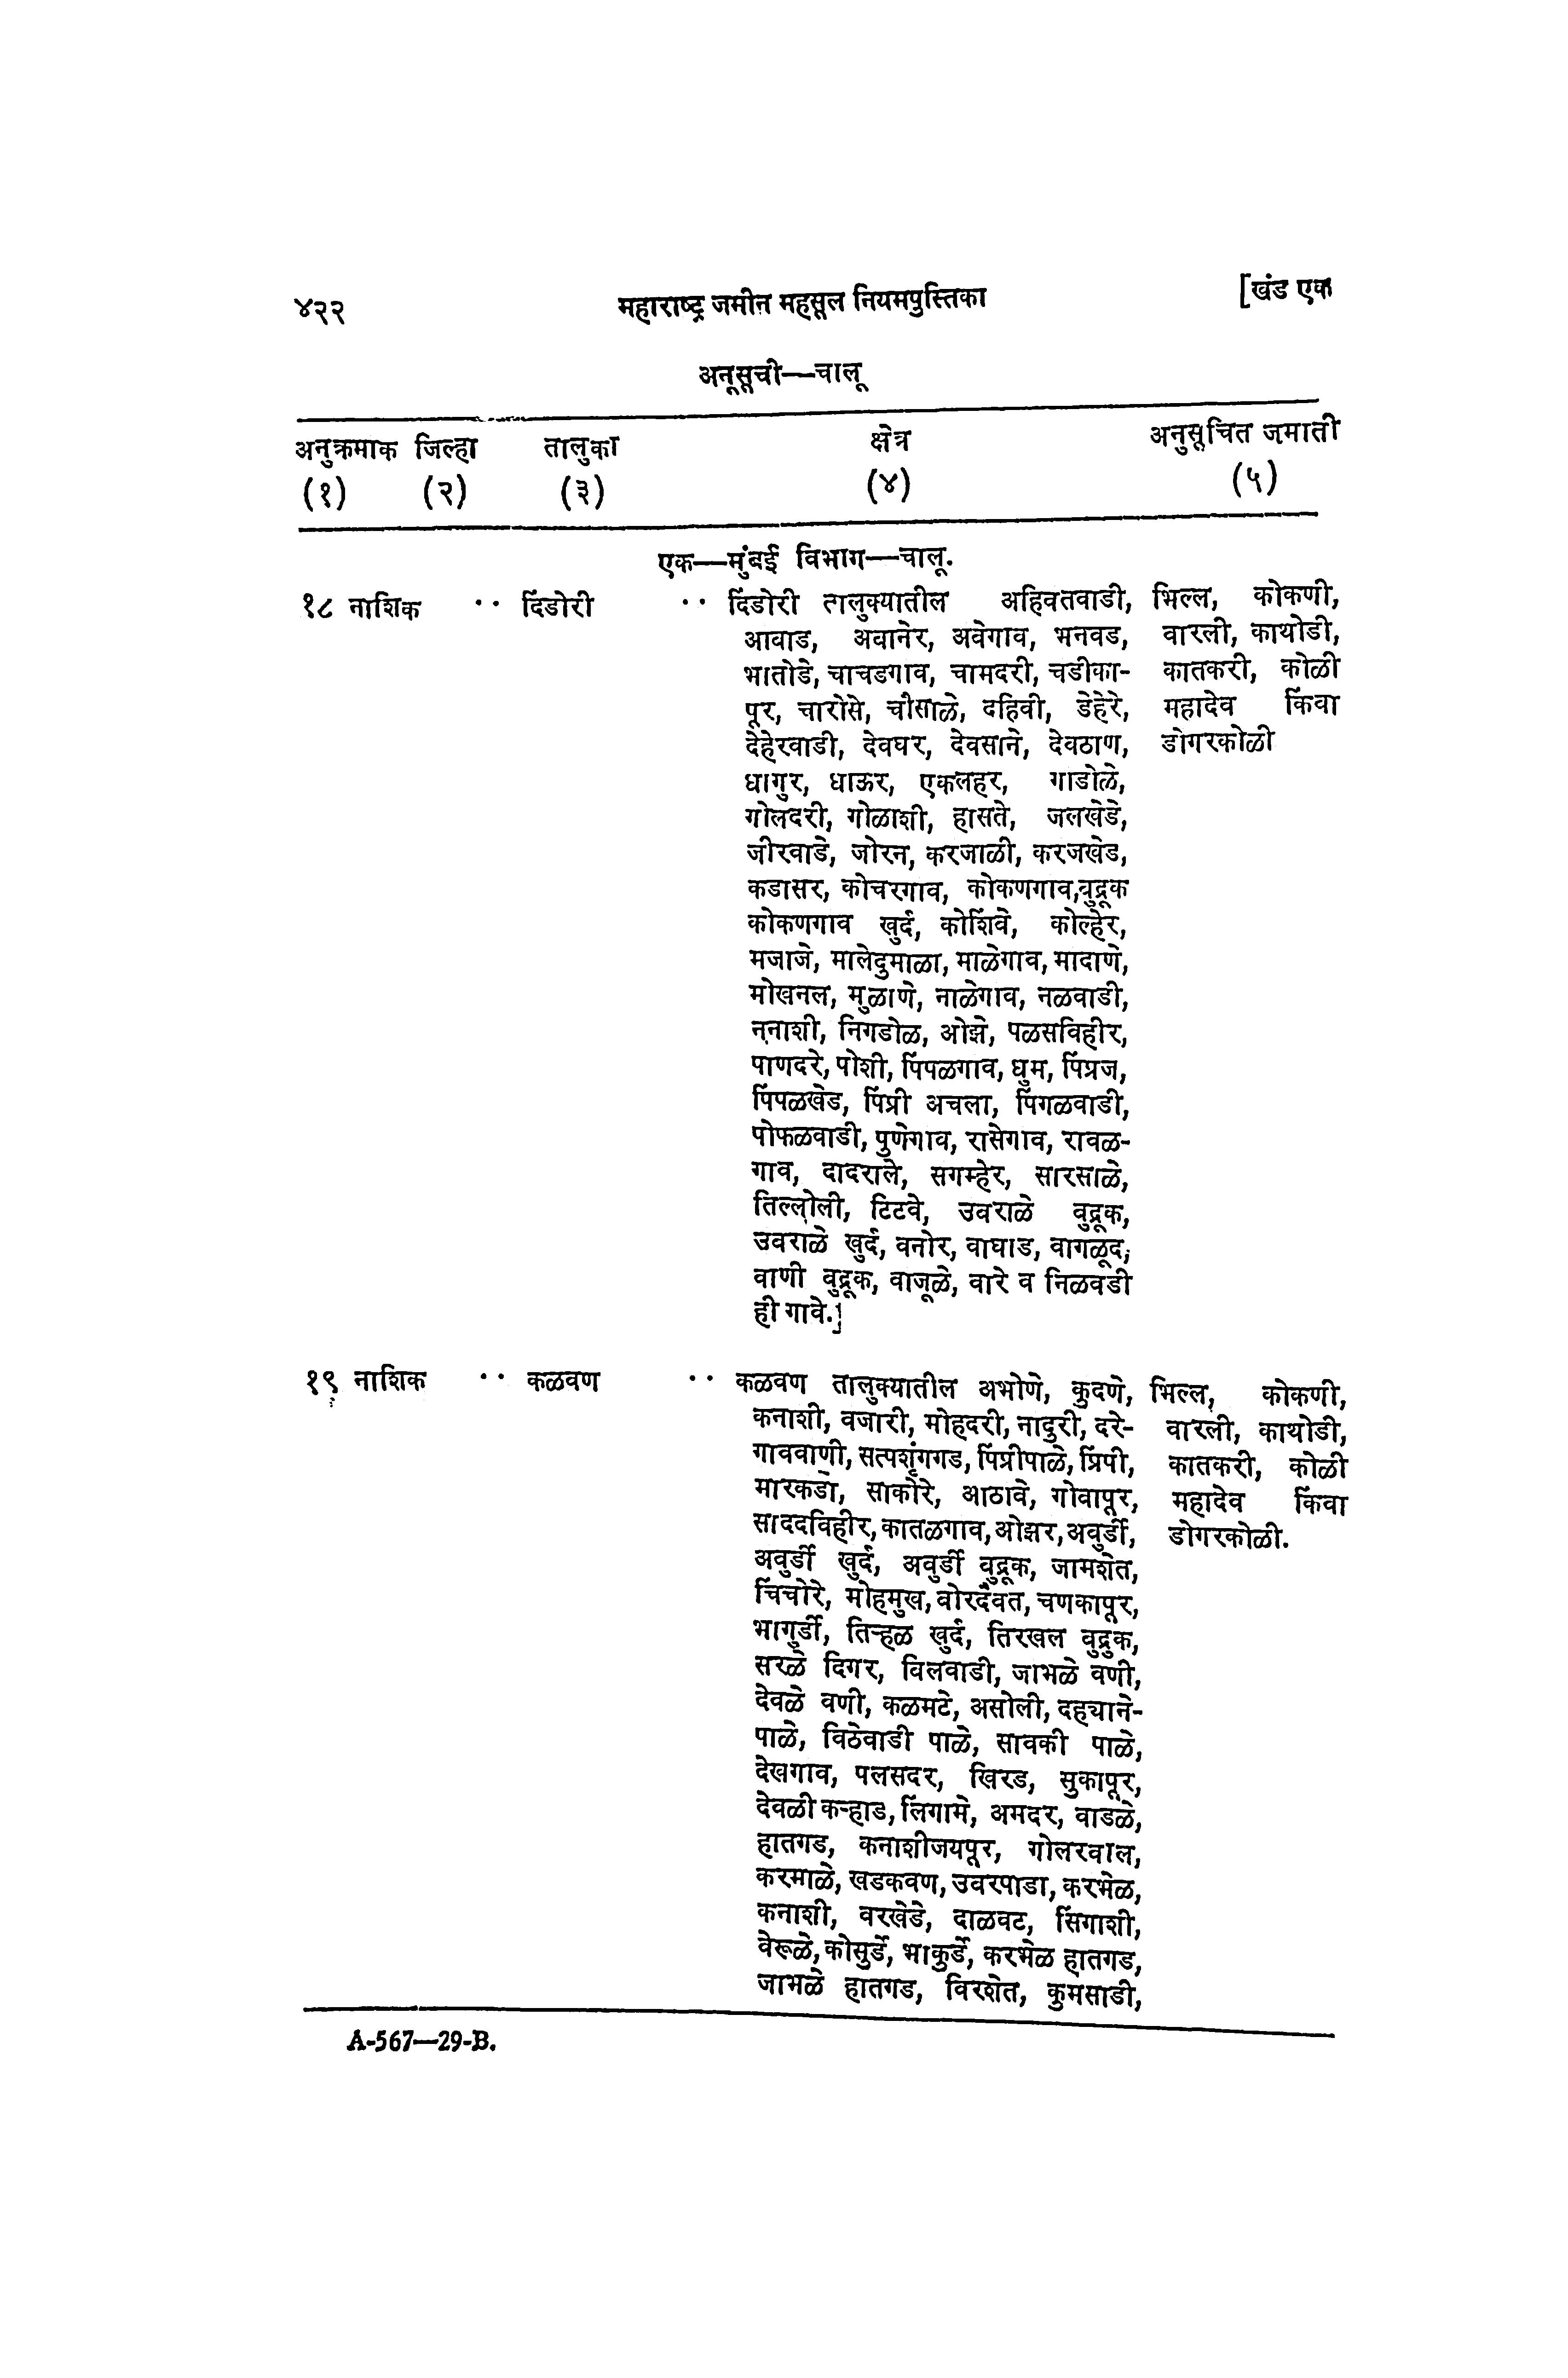 ४२२ महाराष्ट्र जमीन महसूल नियमपुस्तिका [खंड एक
अनूसूची—चालू
अनुक्रमाक जिल्हा तालुका क्षेत्र अनुसूचित जमाती
(१) (२) (३) (४) (५)
एक—मुंबई विभाग—चालू.
१८ नाशिक .. दिंडोरी .. दिंडोरी तालुक्यातील अहिवतवाडी, भिल्ल, कोकणी,
आवाड, अवानेर, अवेगाव, भनवड, वारली, काथोडी,
भातोडे, चाचडगाव, चामदरी, चडीका- कातकरी, कोळी
पूर, चारोसे, चौसाळे, दहिवी, डेहेरे, महादेव किंवा
देहेरवाडी, देवघर, देवसाने, देवठाण, डोगरकोळी
धागुर, धाऊर, एकलहर, गाडोळे,
गोलदरी, गोळाशी, हासते, जलखेडे,
जीरवाडे, जोरन, करजाळी, करजखेड,
कडासर, कोचरगाव, कोकणगाव,वुद्रूक
कोकणगाव खुर्द, कोशिंवे, कोल्हेर,
मजाजे, मालेदुमाळा, माळेगाव, मादाणे,
मोखनल, मुळाणे, नाळेगाव, नळवाडी,
ननाशी, निगडोळ, ओझे, पळसविहीर,
पाणदरे, पोशी, पिंपळगाव, धुम, पिंप्रज,
पिंपळखेड, पिंप्री अचला, पिंगळवाडी,
पोफळवाडी, पुणेगाव, रासेगाव, रावळ-
गाव, दादराले, सगम्हेर, सारसाळे,
तिल्लोली, टिटवे, उवराळे वुद्रूक,
उवराळे खुर्द, वनोर, वाघाड, वागळूद,
वाणी वुद्रूक, वाजूळे, वारे व निळवडी
ही गावे.
१९ नाशिक .. कळवण .. कळवण तालुक्यातील अभोणे, कुदणे, भिल्ल, कोकणी,
कनाशी, वजारी, मोहदरी, नादुरी, दरे- वारली, काथोडी,
गाववाणी, सत्पशृंगगड, पिंप्रीपाळे, प्रिंपी, कातकरी, कोळी
मारकडा, साकोरे, आठावे, गोवापूर, महादेव किंवा
साददविहीर, कातळगाव, ओझर, अवुर्डी, डोगरकोळी.
अवुर्डी खुर्द, अवुर्डी वुद्रूक, जामशेत,
चिंचोरे, मोहमुख, वोरदैवत, चणकापूर,
भागुर्डी, तिऱ्हळ खुर्द, तिरखल वुद्रुक,
सरळे दिगर, विलवाडी, जाभळे वणी,
देवळे वणी, कळमटे, असोली, दह्याने-
पाळे, विठेवाडी पाळे, सावकी पाळे,
देखगाव, पलसदर, खिरड, सुकापूर,
देवळी कऱ्हाड, लिंगामे, अमदर, वाडळे,
हातगड, कनाशीजयपूर, गोलरवाल,
करमाळे, खडकवण, उवरपाडा, करभेळ,
कनाशी, वरखेडे, दाळवट, सिंगाशी,
वेरूळे, कोसुर्डे, भाकुर्डे, करभेळ हातगड,
जाभळे हातगड, विरशेत, कुमसाडी,
A-567—29-B.